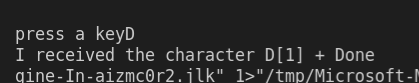 press a keyD
I received the character D[1] + Done
gine-In-aizmc0r2.jlk" 1>"/tmp/Microsoft-